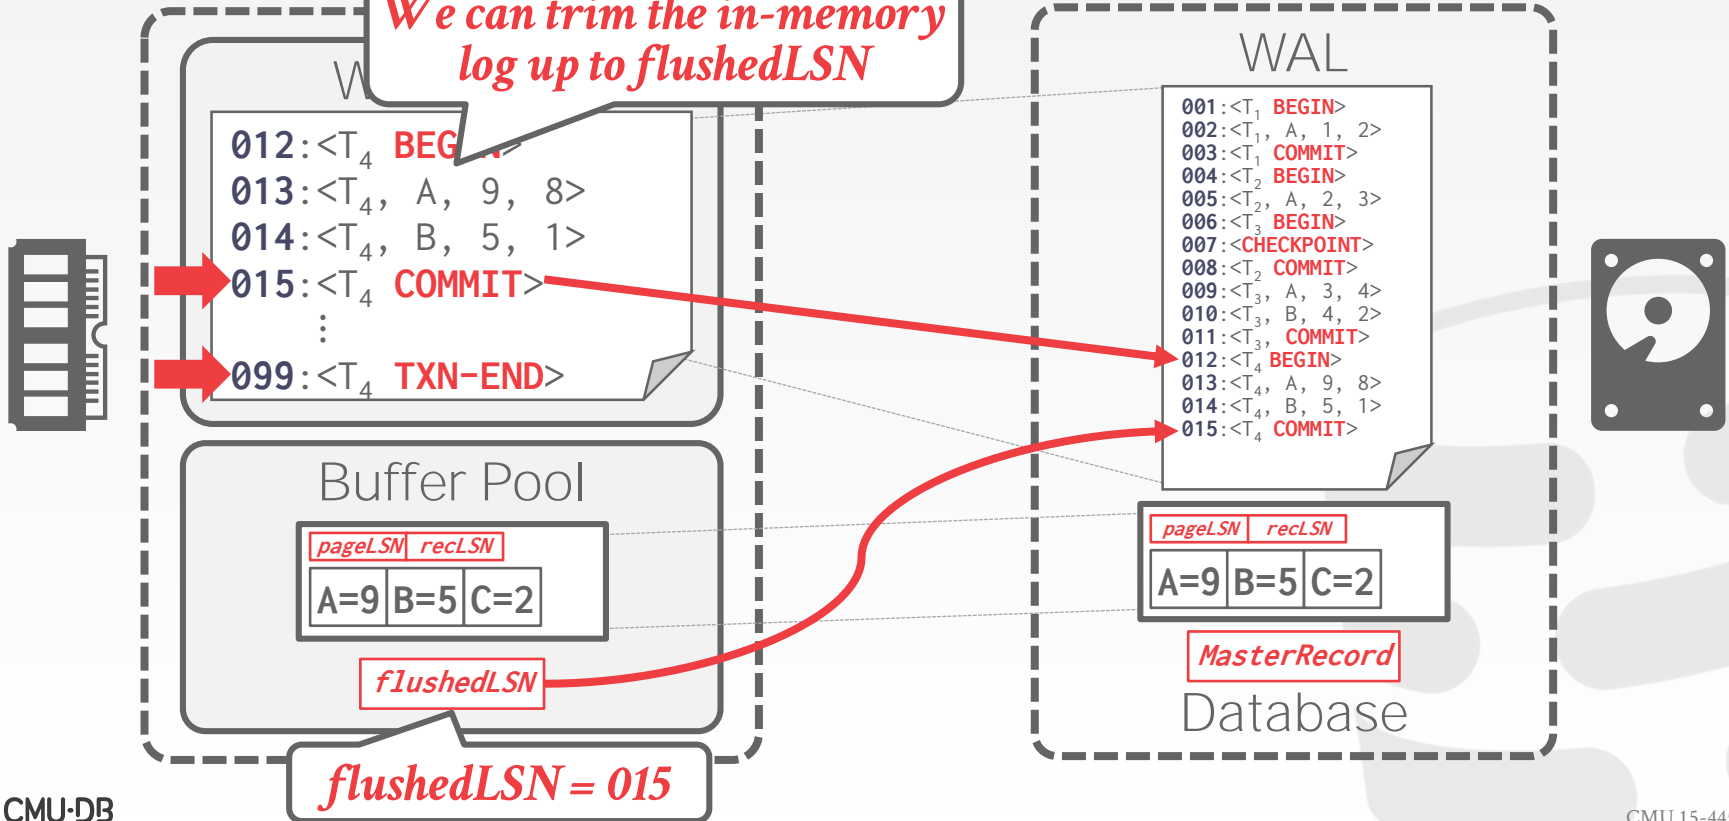 We can trim the in-memory
log up to flushedLSN
012:<T4
013:<T4, A, 9, 8>
014:<T4, B, 5, 1>
015:<T4 COMMIT>
⋮
099:<T4 TXN-END>
Buffer Pool
pageLSN recLSN
A=9 B=5 C=2
flushedLSN
flushedLSN = 015
WAL
001:<T1 BEGIN>
002:<T1, A, 1, 2>
003:<T1 COMMIT>
004:<T2 BEGIN>
005:<T2, A, 2, 3>
006:<T3 BEGIN>
007:<CHECKPOINT>
008:<T2 COMMIT>
009:<T3, A, 3, 4>
010:<T3, B, 4, 2>
011:<T3, COMMIT>
012:<T4 BEGIN>
013:<T4, A, 9, 8>
014:<T4, B, 5, 1>
015:<T4 COMMIT>
pageLSN recLSN
A=9 B=5 C=2
MasterRecord
Database
CMU·DB
CMU 15-44